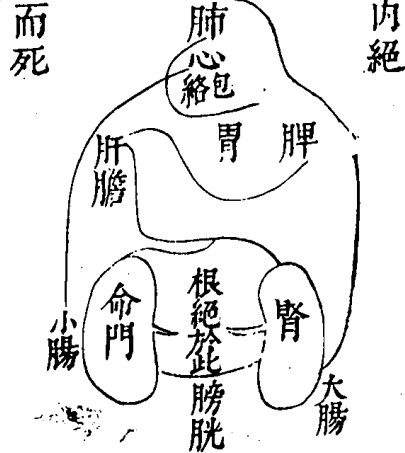 内絕
而死
肺
心
包
絡
脾
胃
肝
膽
腎
命門
根絕於此
膀胱
大腸
小腸